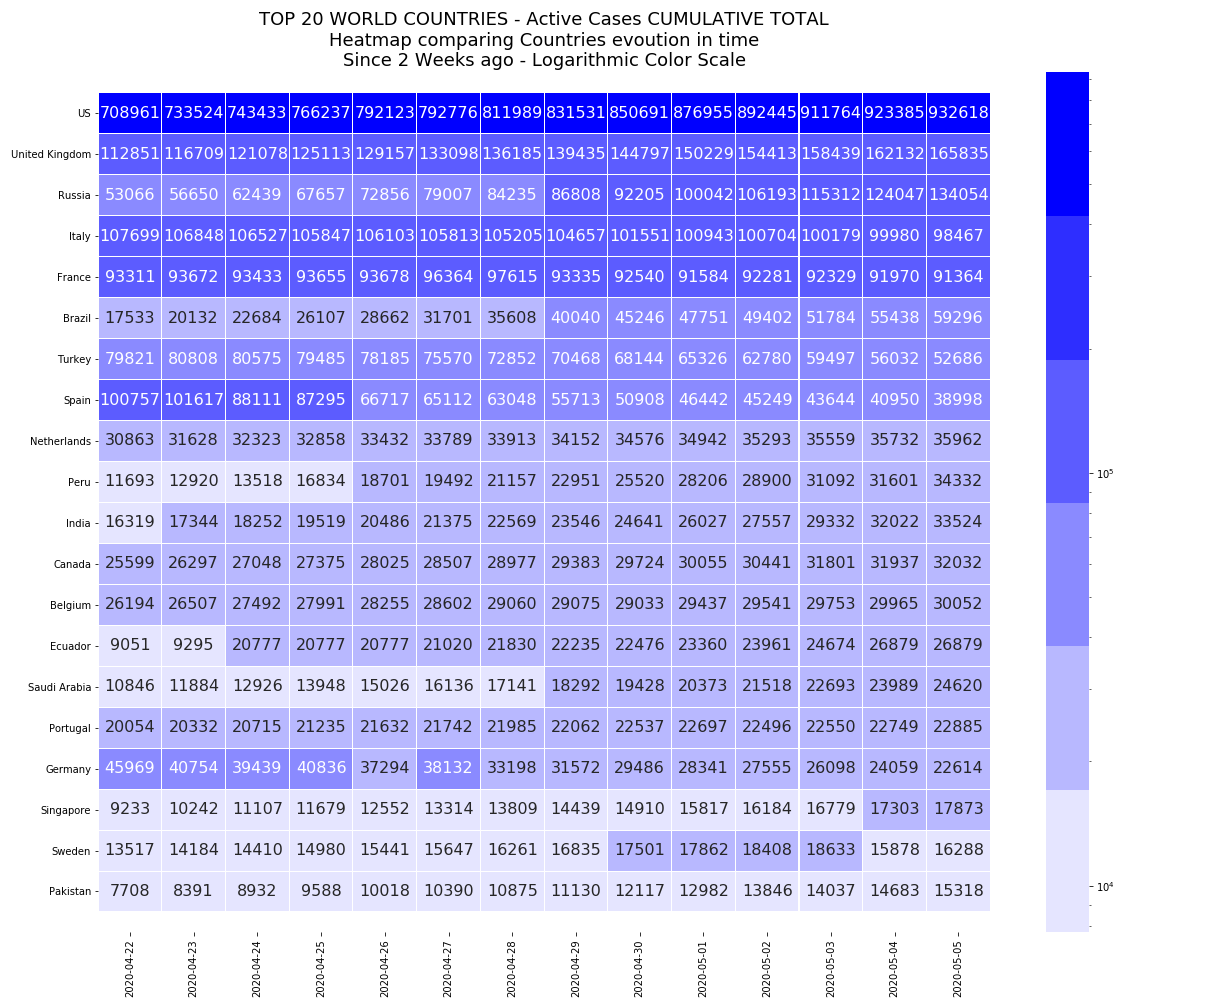 TOP 20 WORLD COUNTRIES - Active Cases CUMULATIVE TOTAL
Heatmap comparing Countries evoution in time
Since 2 Weeks ago - Logarithmic Color Scale
US 708961 733524 743433 766237 792123 792776 811989 831531 850691 876955 892445 911764 923385 932618
United Kingdom 112851 116709 121078 125113 129157 133098 136185 139435 144797 150229 154413 158439 162132 165835
Russia 53066 56650 62439 67657 72856 79007 84235 86808 92205 100042 106193 115312 124047 134054
Italy 107699 106848 106527 105847 106103 105813 105205 104657 101551 100943 100704 100179 99980 98467
France 93311 93672 93433 93655 93678 96364 97615 93335 92540 91584 92281 92329 91970 91364
Brazil 17533 20132 22684 26107 28662 31701 35608 40040 45246 47751 49402 51784 55438 59296
Turkey 79821 80808 80575 79485 78185 75570 72852 70468 68144 65326 62780 59497 56032 52686
Spain 100757 101617 88111 87295 66717 65112 63048 55713 50908 46442 45249 43644 40950 38998
Netherlands 30863 31628 32323 32858 33432 33789 33913 34152 34576 34942 35293 35559 35732 35962
Peru 11693 12920 13518 16834 18701 19492 21157 22951 25520 28206 28900 31092 31601 34332
India 16319 17344 18252 19519 20486 21375 22569 23546 24641 26027 27557 29332 32022 33524
Canada 25599 26297 27048 27375 28025 28507 28977 29383 29724 30055 30441 31801 31937 32032
Belgium 26194 26507 27492 27991 28255 28602 29060 29075 29033 29437 29541 29753 29965 30052
Ecuador 9051 9295 20777 20777 20777 21020 21830 22235 22476 23360 23961 24674 26879 26879
Saudi Arabia 10846 11884 12926 13948 15026 16136 17141 18292 19428 20373 21518 22693 23989 24620
Portugal 20054 20332 20715 21235 21632 21742 21985 22062 22537 22697 22496 22550 22749 22885
Germany 45969 40754 39439 40836 37294 38132 33198 31572 29486 28341 27555 26098 24059 22614
Singapore 9233 10242 11107 11679 12552 13314 13809 14439 14910 15817 16184 16779 17303 17873
Sweden 13517 14184 14410 14980 15441 15647 16261 16835 17501 17862 18408 18633 15878 16288
Pakistan 7708 8391 8932 9588 10018 10390 10875 11130 12117 12982 13846 14037 14683 15318
2020-04-22 2020-04-23 2020-04-24 2020-04-25 2020-04-26 2020-04-27 2020-04-28 2020-04-29 2020-04-30 2020-05-01 2020-05-02 2020-05-03 2020-05-04 2020-05-05
10⁵
10⁴